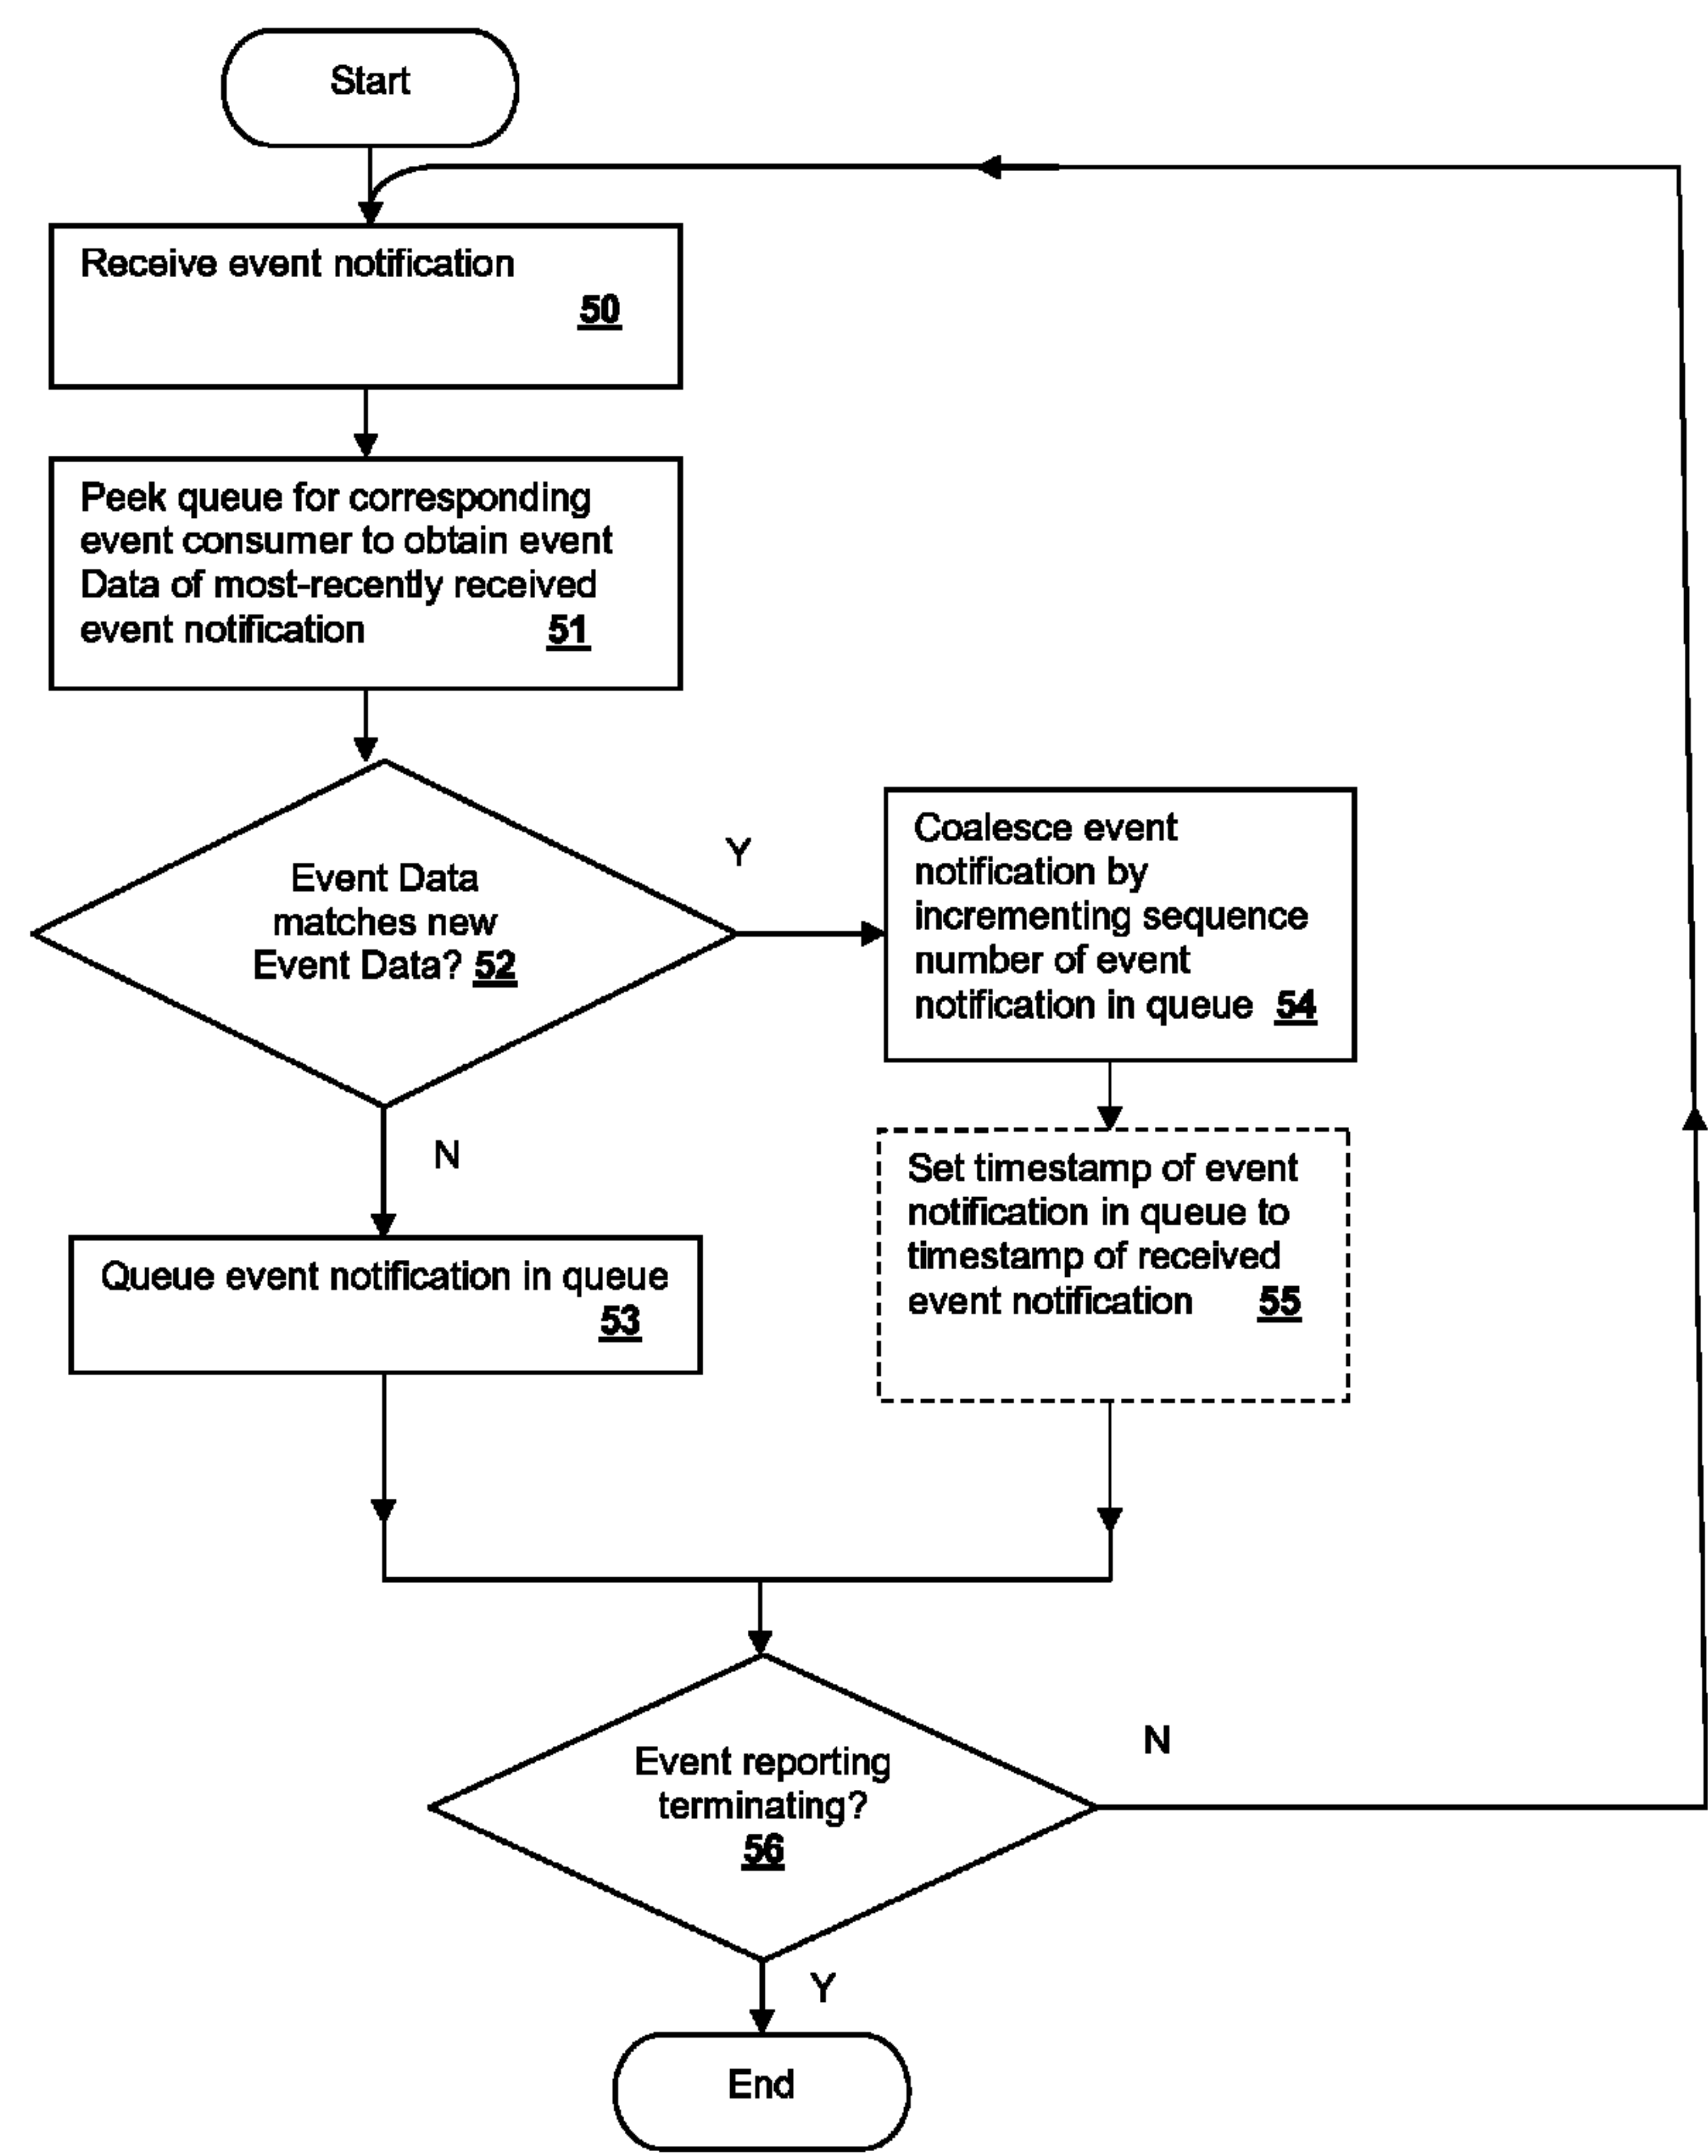 Start
Receive event notification
50
Peek queue for corresponding
event consumer to obtain event
Data of most-recently received
event notification 51
Event Data
matches new
Event Data? 52
Y
Coalesce event
notification by
incrementing sequence
number of event
notification in queue 54
N
Set timestamp of event
notification in queue to
timestamp of received
event notification 55
Queue event notification in queue
53
Event reporting
terminating?
56
N
Y
End